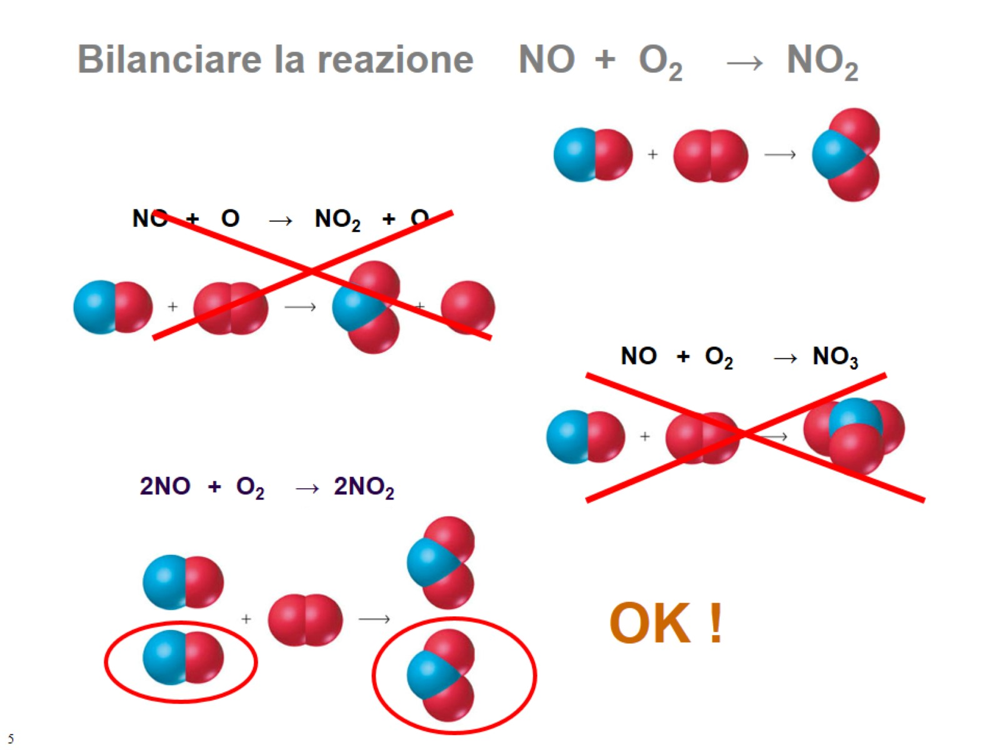 Bilanciare la reazione NO + O₂ → NO₂
+ →
NO + O → NO₂ + O
+ → +
NO + O₂ → NO₃
+ →
2NO + O₂ → 2NO₂
+ →
OK !
5